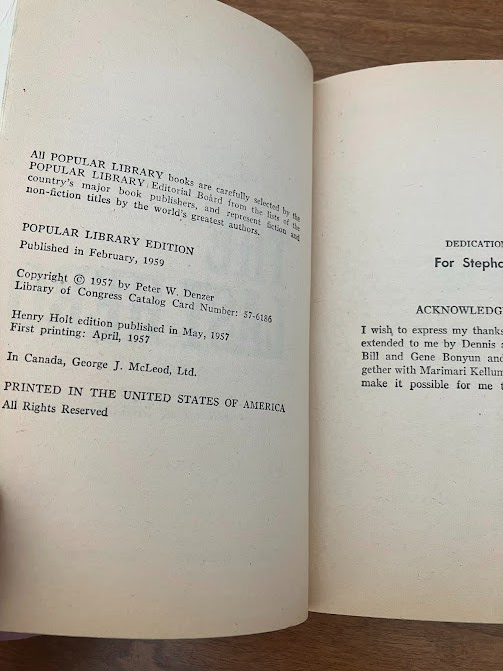 All POPULAR LIBRARY books are carefully selected by the
POPULAR LIBRARY Editorial Board from the lists of the
country's major book publishers, and represent fiction and
non-fiction titles by the world's greatest authors.
POPULAR LIBRARY EDITION
Published in February, 1959
Copyright © 1957 by Peter W. Denzer
Library of Congress Catalog Card Number: 57-6186
Henry Holt edition published in May, 1957
First printing: April, 1957
In Canada, George J. McLeod, Ltd.
PRINTED IN THE UNITED STATES OF AMERICA
All Rights Reserved
DEDICATION
For Stepha
ACKNOWLEDG
I wish to express my thanks
extended to me by Dennis a
Bill and Gene Bonyun and
gether with Marimari Kellum
make it possible for me t